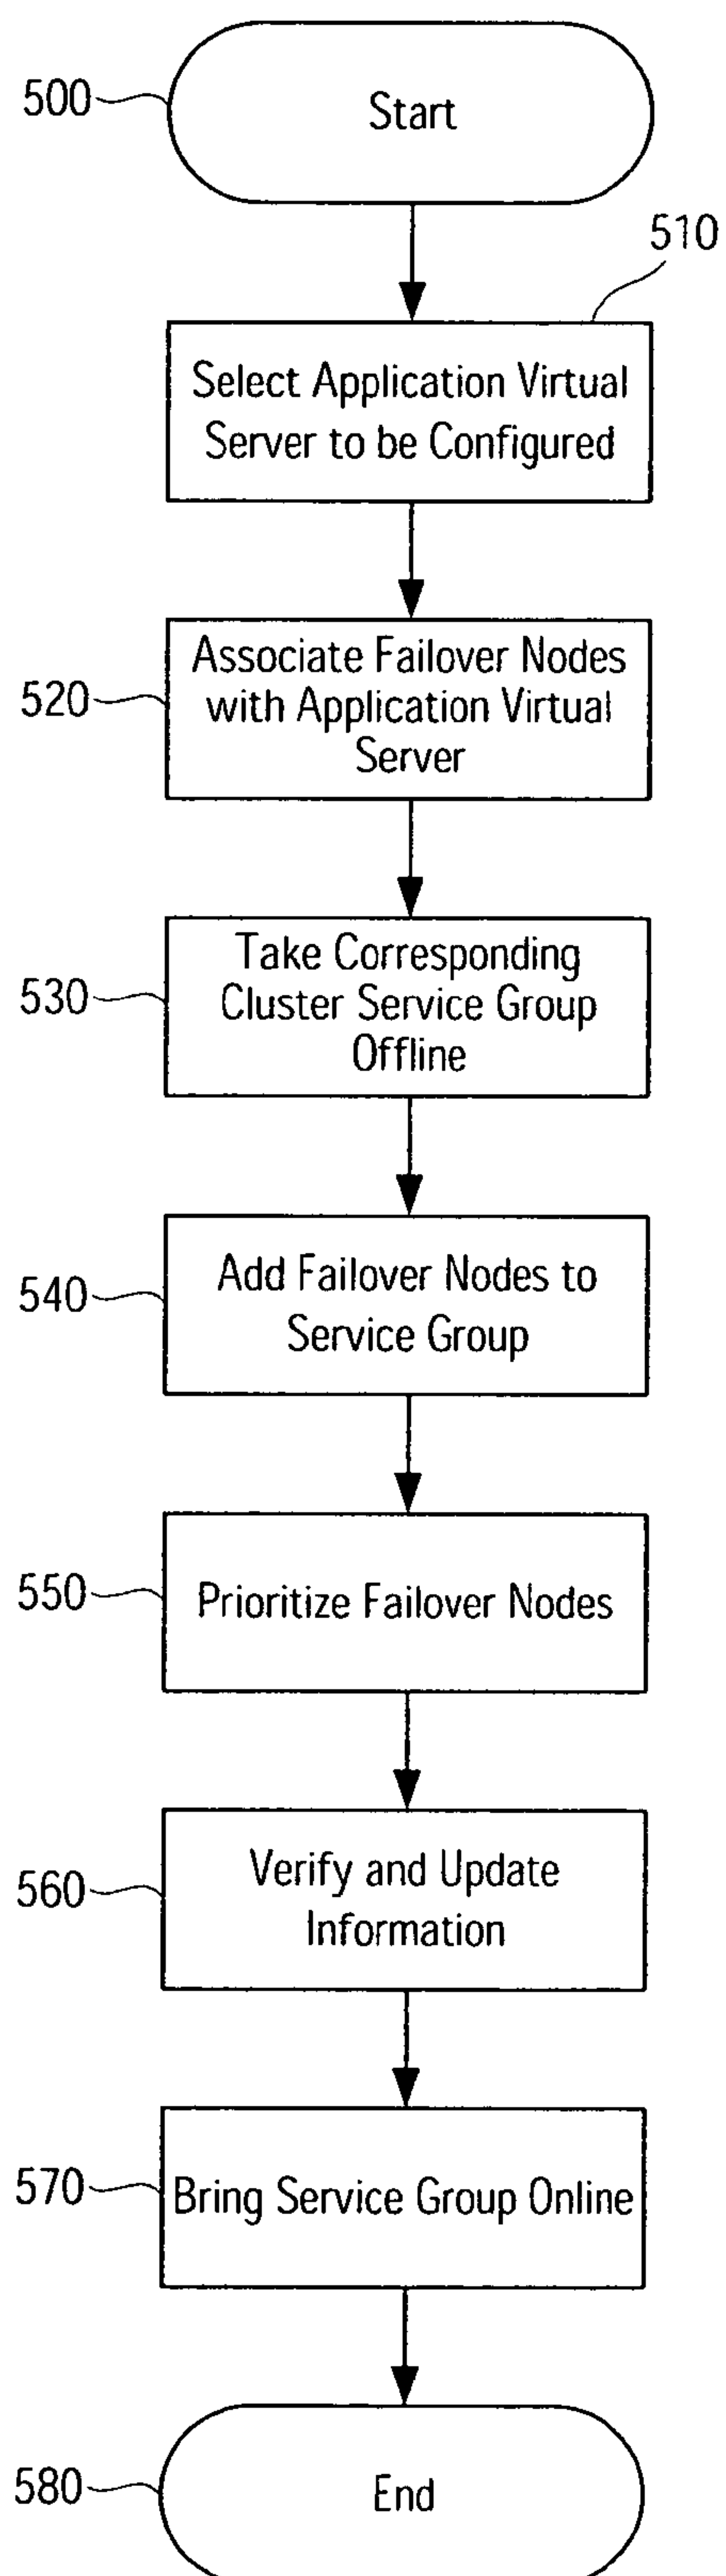 500
Start
510
Select Application Virtual
Server to be Configured
520
Associate Failover Nodes
with Application Virtual
Server
530
Take Corresponding
Cluster Service Group
Offline
540
Add Failover Nodes to
Service Group
550
Prioritize Failover Nodes
560
Verify and Update
Information
570
Bring Service Group Online
580
End